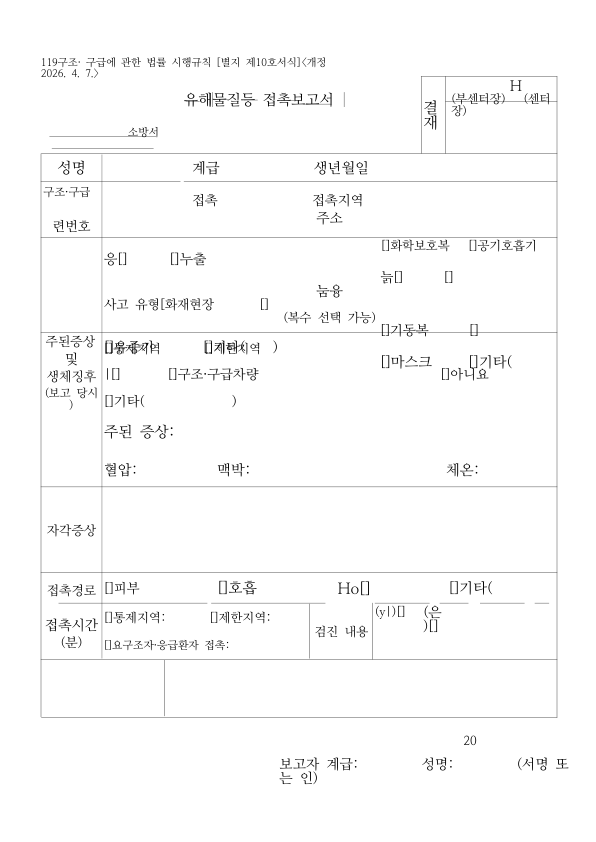 119구조· 구급에 관한 법률 시행규칙 [별지 제10호서식]<개정
2026. 4. 7.>
유해물질등 접촉보고서
결
재
H
(부센터장) (센터
장)
소방서
성명 계급 생년월일
구조·구급
련번호
접촉 접촉지역
주소
[]화학보호복 []공기호흡기
응[] []누출
늠[] []
눔융
사고 유형[화재현장 []
(복수 선택 가능)
[]기동복 []
주된증상
및
생체징후
(보고 당시
)
[]통제지역 []제한지역
[]기타( )
[]마스크 []기타(
|[] []구조·구급차량
[]아니요
[]기타( )
주된 증상:
혈압: 맥박: 체온:
자각증상
접촉경로 []피부 []호흡 Ho[] []기타(
접촉시간
(분)
[]통제지역: []제한지역:
[]요구조자·응급환자 접촉:
검진 내용
(y|)[] (은
)[]
20
보고자 계급: 성명: (서명 또
는 인)